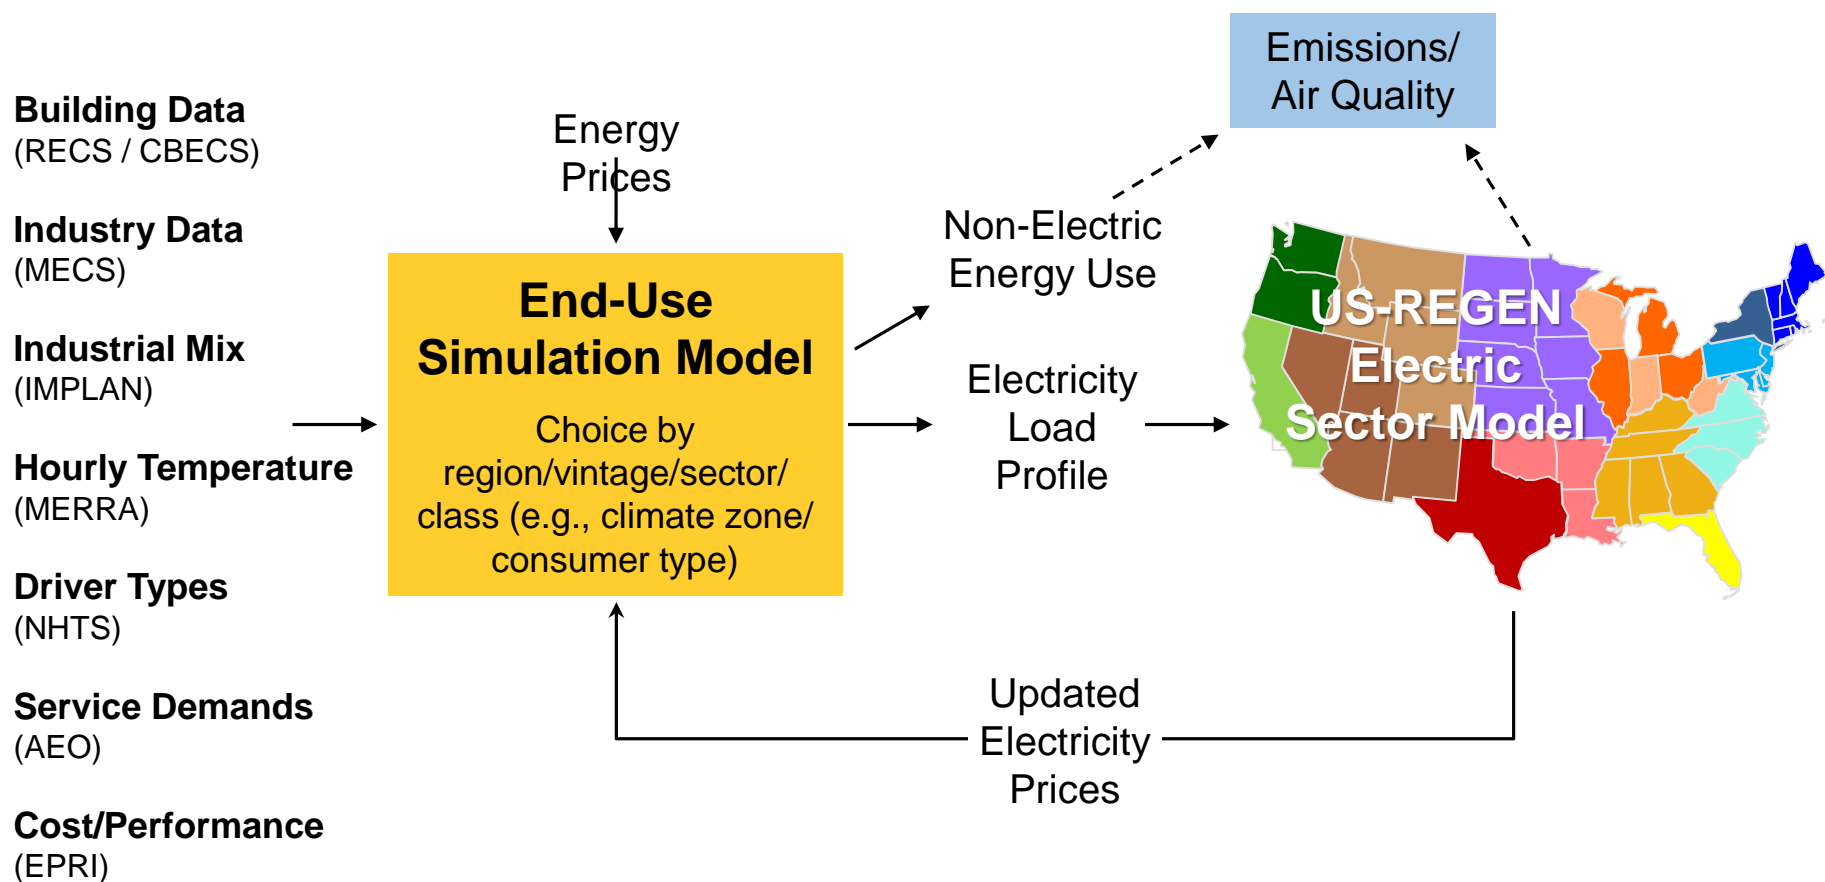 Building Data
(RECS / CBECS)
Industry Data
(MECS)
Industrial Mix
(IMPLAN)
Hourly Temperature
(MERRA)
Driver Types
(NHTS)
Service Demands
(AEO)
Cost/Performance
(EPRI)
Energy
Prices
End-Use
Simulation Model
Choice by
region/vintage/sector/
class (e.g., climate zone/
consumer type)
Non-Electric
Energy Use
Electricity
Load
Profile
Emissions/
Air Quality
US-REGEN
Electric
Sector Model
Updated
Electricity
Prices